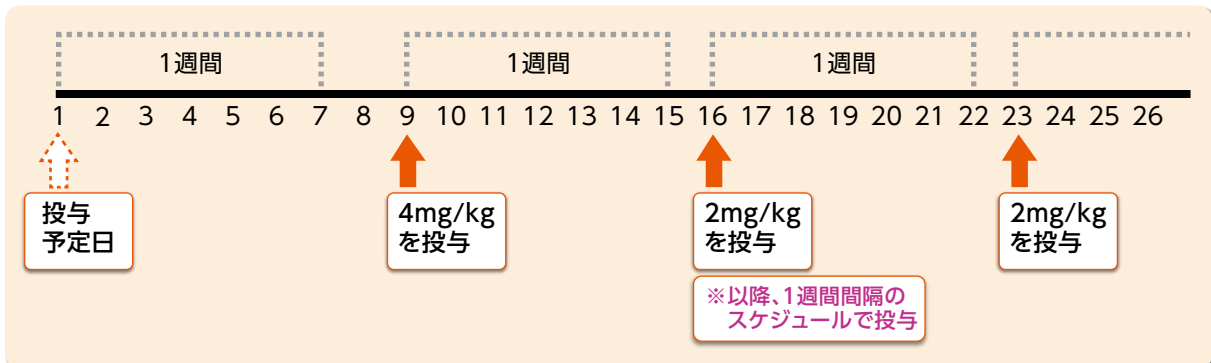 1週間
1週間
1週間
1 2 3 4 5 6 7 8 9 10 11 12 13 14 15 16 17 18 19 20 21 22 23 24 25 26
投与
予定日
4mg/kg
を投与
2mg/kg
を投与
2mg/kg
を投与
※以降、1週間間隔の
スケジュールで投与